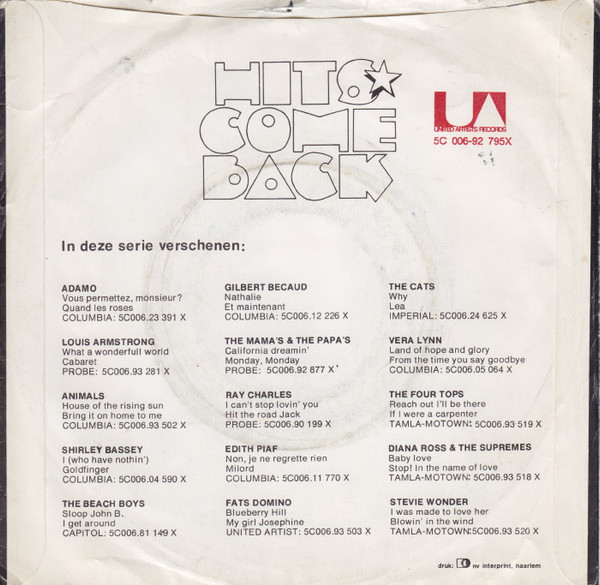 HITS
COME
BACK
UA
UNITED ARTISTS RECORDS
5C 006-92 795X
In deze serie verschenen:
ADAMO
Vous permettez, monsieur?
Quand les roses
COLUMBIA: 5C006.23 391 X
GILBERT BECAUD
Nathalie
Et maintenant
COLUMBIA: 5C006.12 226 X
THE CATS
Why
Lea
IMPERIAL: 5C006.24 625 X
LOUIS ARMSTRONG
What a wonderfull world
Cabaret
PROBE: 5C006.93 281 X
THE MAMA'S & THE PAPA'S
California dreamin'
Monday, Monday
PROBE: 5C006.92 877 X
VERA LYNN
Land of hope and glory
From the time you say goodbye
COLUMBIA: 5C006.05 064 X
ANIMALS
House of the rising sun
Bring it on home to me
COLUMBIA: 5C006.93 502 X
RAY CHARLES
I can't stop lovin' you
Hit the road Jack
PROBE: 5C006.90 199 X
THE FOUR TOPS
Reach out I'll be there
If I were a carpenter
TAMLA-MOTOWN: 5C006.93 519 X
SHIRLEY BASSEY
I (who have nothin')
Goldfinger
COLUMBIA: 5C006.04 590 X
EDITH PIAF
Non, je ne regrette rien
Milord
COLUMBIA: 5C006.11 770 X
DIANA ROSS & THE SUPREMES
Baby love
Stop! In the name of love
TAMLA-MOTOWN: 5C006.93 518 X
THE BEACH BOYS
Sloop John B.
I get around
CAPITOL: 5C006.81 149 X
FATS DOMINO
Blueberry Hill
My girl Josephine
UNITED ARTIST: 5C006.93 503 X
STEVIE WONDER
I was made to love her
Blowin' in the wind
TAMLA-MOTOWN:5C006.93 520 X
druk: nv interprint, haarlem